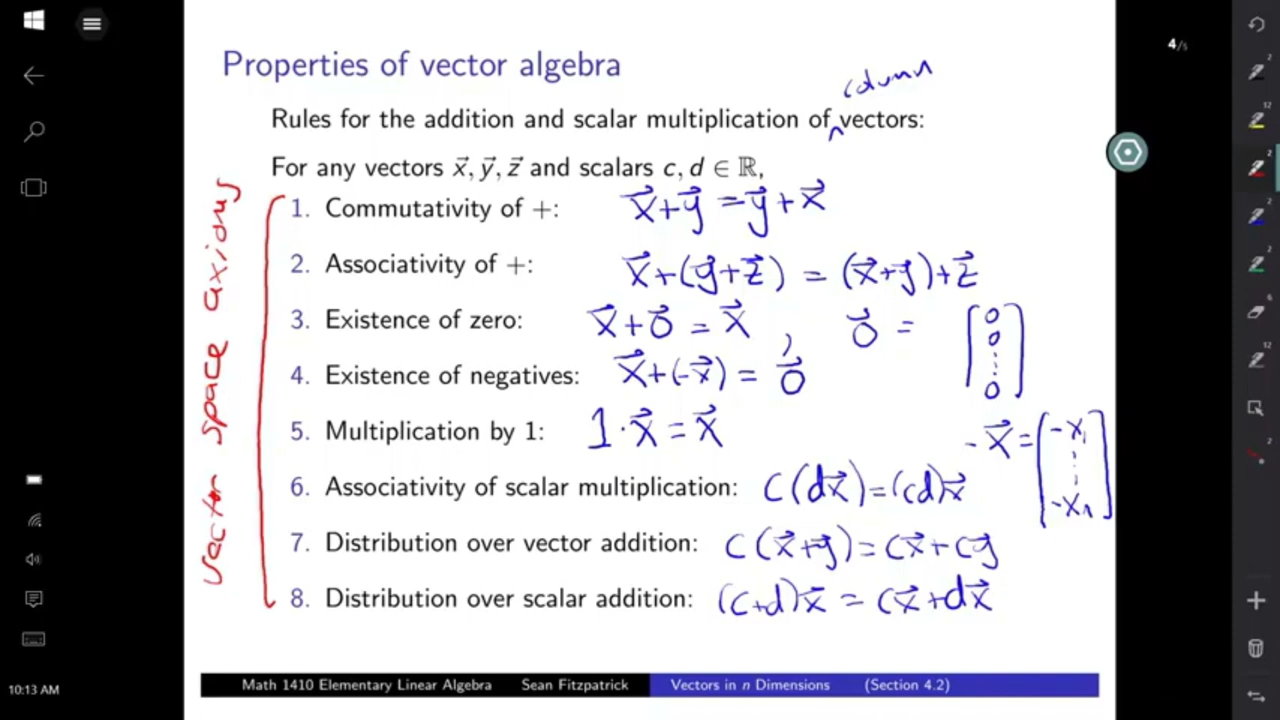 4/5
Properties of vector algebra
column
Rules for the addition and scalar multiplication of ^ vectors:
For any vectors x⃗, y⃗, z⃗ and scalars c, d ∈ ℝ,
vector space axioms
1. Commutativity of +: x⃗+y⃗ = y⃗+x⃗
2. Associativity of +: x⃗+(y⃗+z⃗) = (x⃗+y⃗)+z⃗
3. Existence of zero: x⃗+0⃗ = x⃗, 0⃗ = [0 0 ⋮ 0]
4. Existence of negatives: x⃗+(-x⃗) = 0⃗
5. Multiplication by 1: 1·x⃗ = x⃗ -x⃗ = [-x₁ ⋮ -xₙ]
6. Associativity of scalar multiplication: c(dx⃗) = (cd)x⃗
7. Distribution over vector addition: c(x⃗+y⃗) = cx⃗+cy⃗
8. Distribution over scalar addition: (c+d)x⃗ = cx⃗+dx⃗
Math 1410 Elementary Linear Algebra Sean Fitzpatrick Vectors in n Dimensions (Section 4.2)
10:13 AM